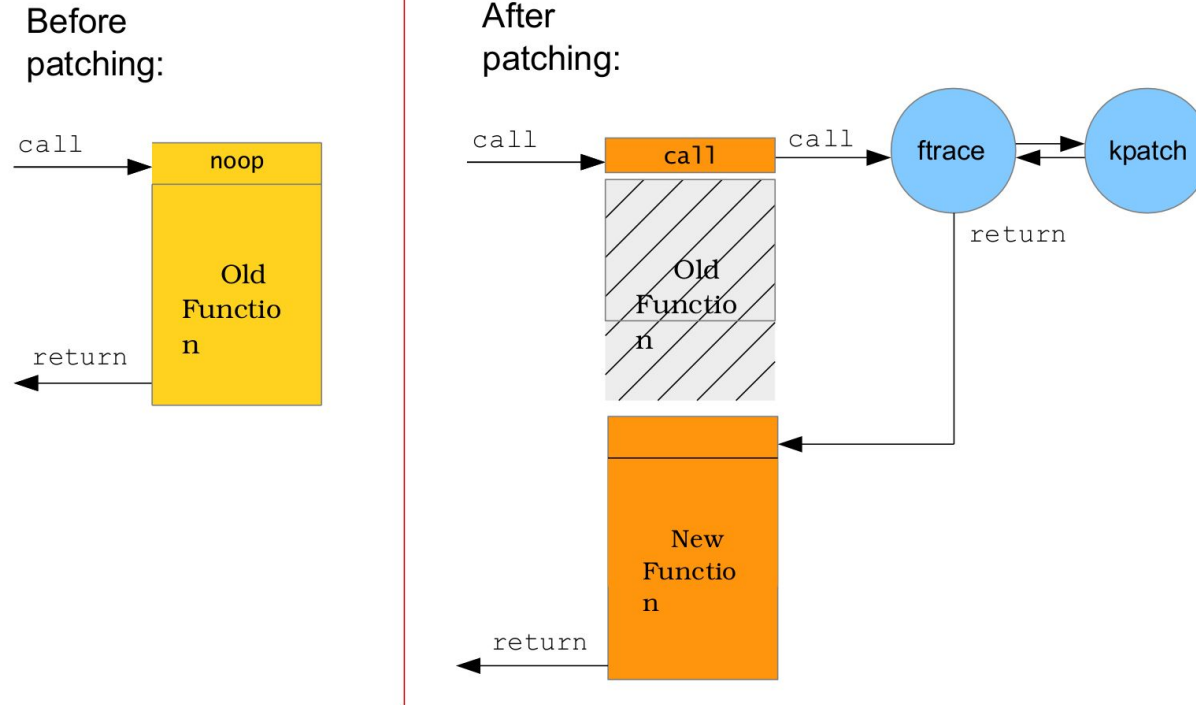 Before
patching:
call
noop
Old
Functio
n
return
After
patching:
call
call
call
ftrace
kpatch
return
Old
Functio
n
New
Functio
n
return